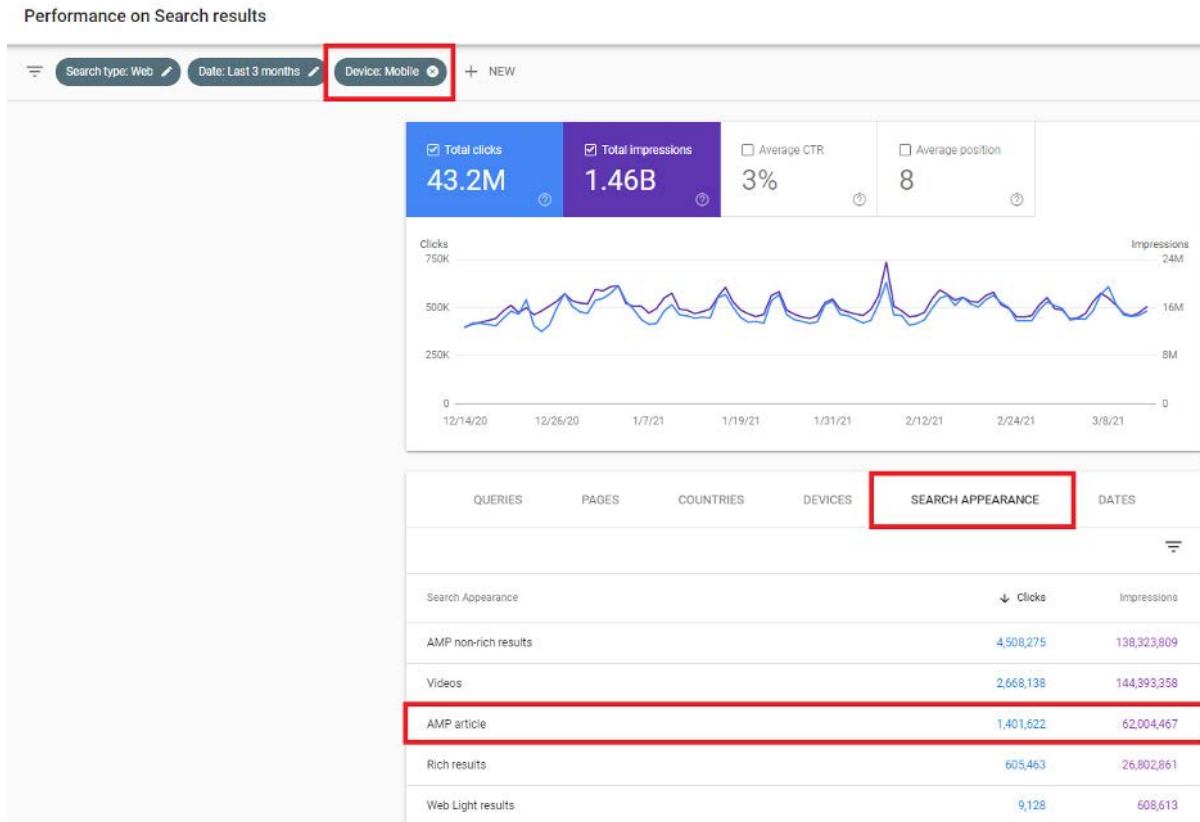 Performance on Search results
Search type: Web Date: Last 3 months Device: Mobile + NEW
Total clicks Total impressions Average CTR Average position
43.2M 1.46B 3% 8
Clicks Impressions
750K 24M
500K 16M
250K 8M
0 0
12/14/20 12/26/20 1/7/21 1/19/21 1/31/21 2/12/21 2/24/21 3/8/21
QUERIES PAGES COUNTRIES DEVICES SEARCH APPEARANCE DATES
Search Appearance Clicks Impressions
AMP non-rich results 4,508,275 138,323,809
Videos 2,668,138 144,393,358
AMP article 1,401,622 62,004,467
Rich results 605,463 26,802,861
Web Light results 9,128 608,613